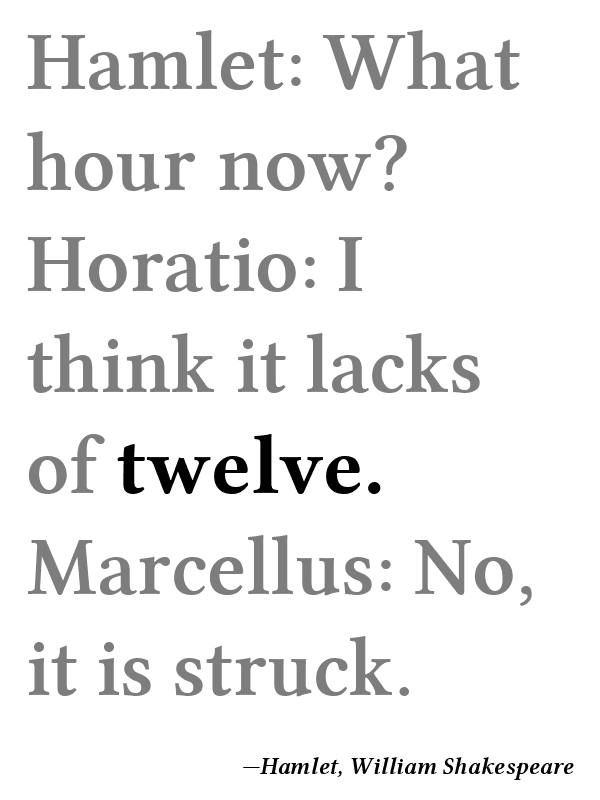 Hamlet: What
hour now?
Horatio: I
think it lacks
of twelve.
Marcellus: No,
it is struck.
—Hamlet, William Shakespeare